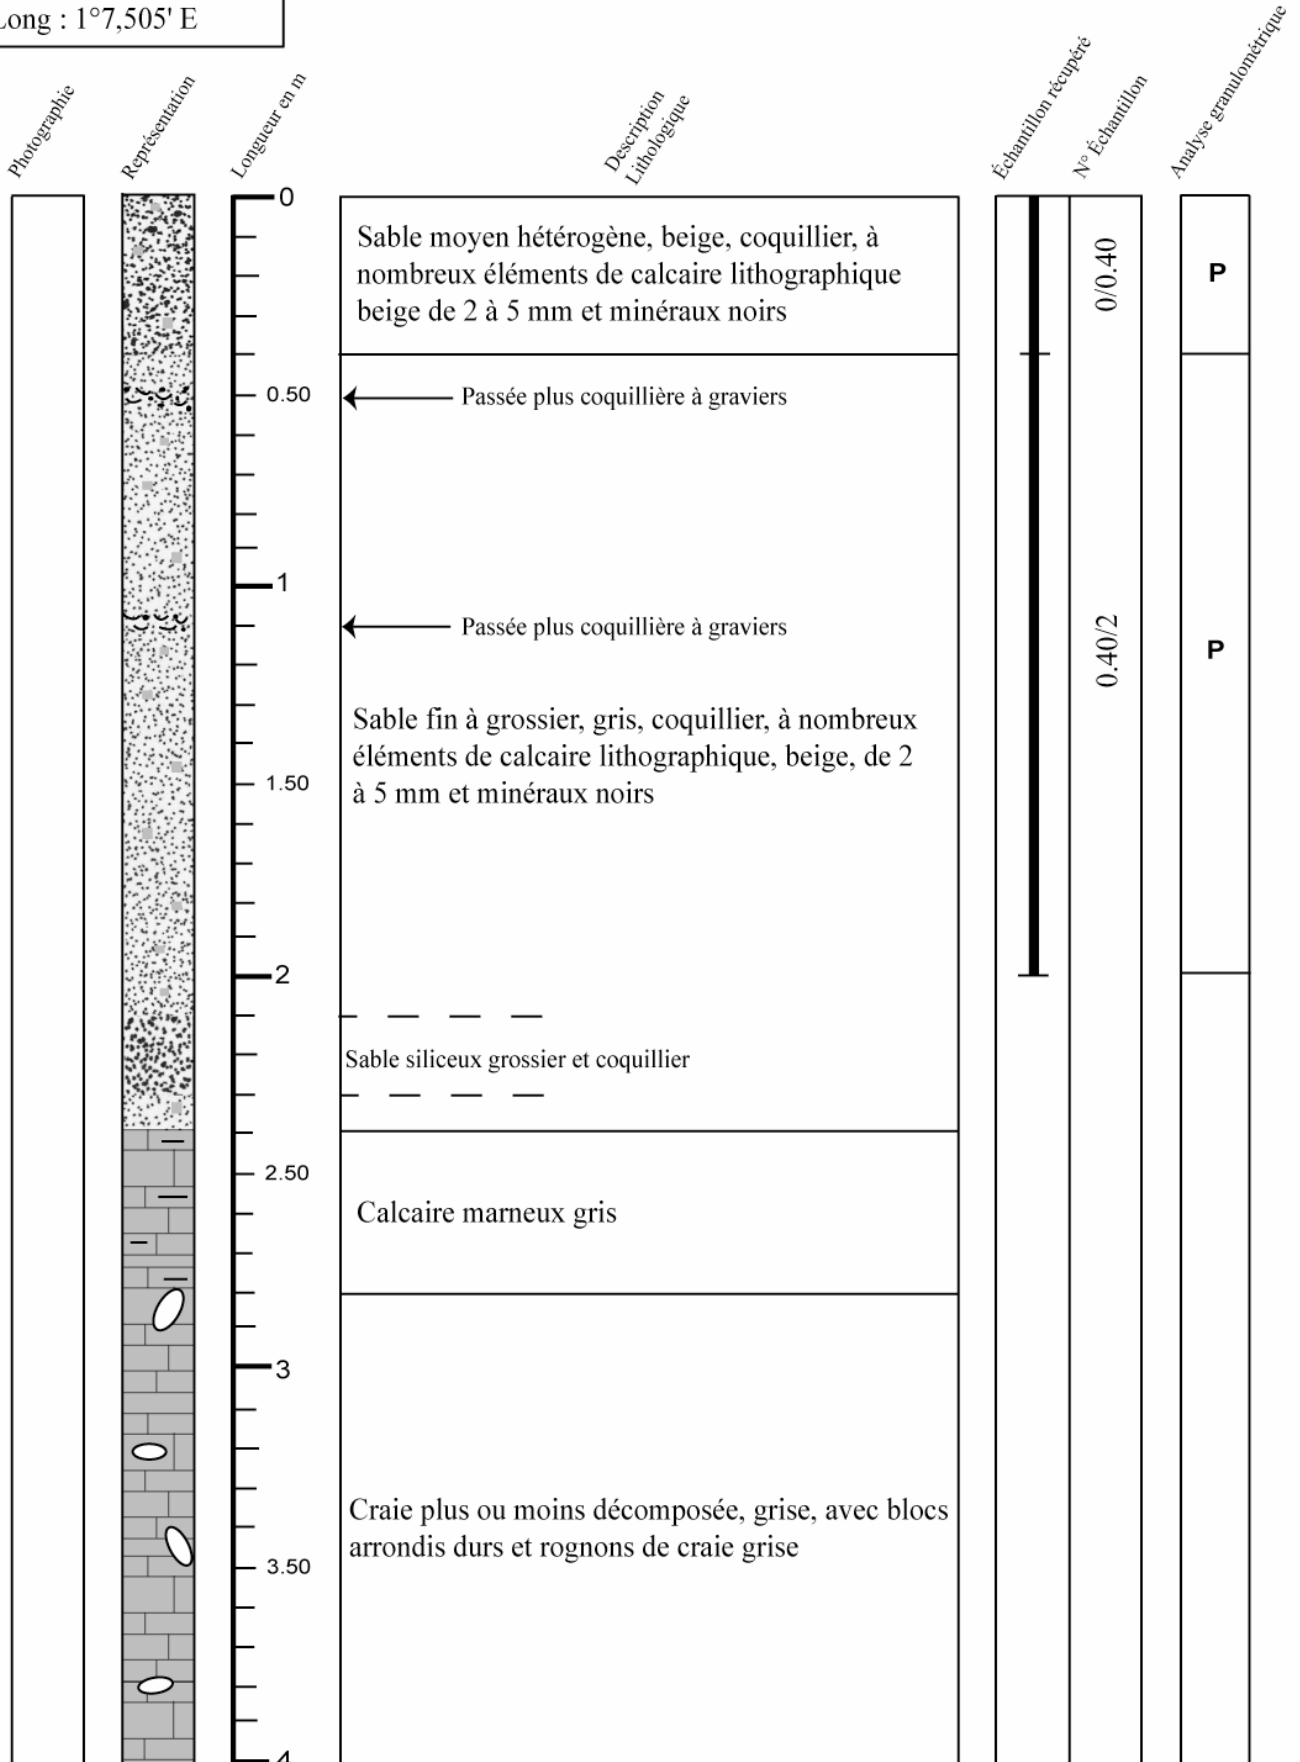 Long : 1°7,505' E
Photographie
Représentation
Longueur en m
Description
Lithologique
Échantillon récupéré
N° Échantillon
Analyse granulométrique
0
Sable moyen hétérogène, beige, coquillier, à
nombreux éléments de calcaire lithographique
beige de 2 à 5 mm et minéraux noirs
0/0.40
P
0.50
Passée plus coquillière à graviers
1
Passée plus coquillière à graviers
0.40/2
P
Sable fin à grossier, gris, coquillier, à nombreux
éléments de calcaire lithographique, beige, de 2
à 5 mm et minéraux noirs
1.50
2
Sable siliceux grossier et coquillier
2.50
Calcaire marneux gris
3
Craie plus ou moins décomposée, grise, avec blocs
arrondis durs et rognons de craie grise
3.50
4